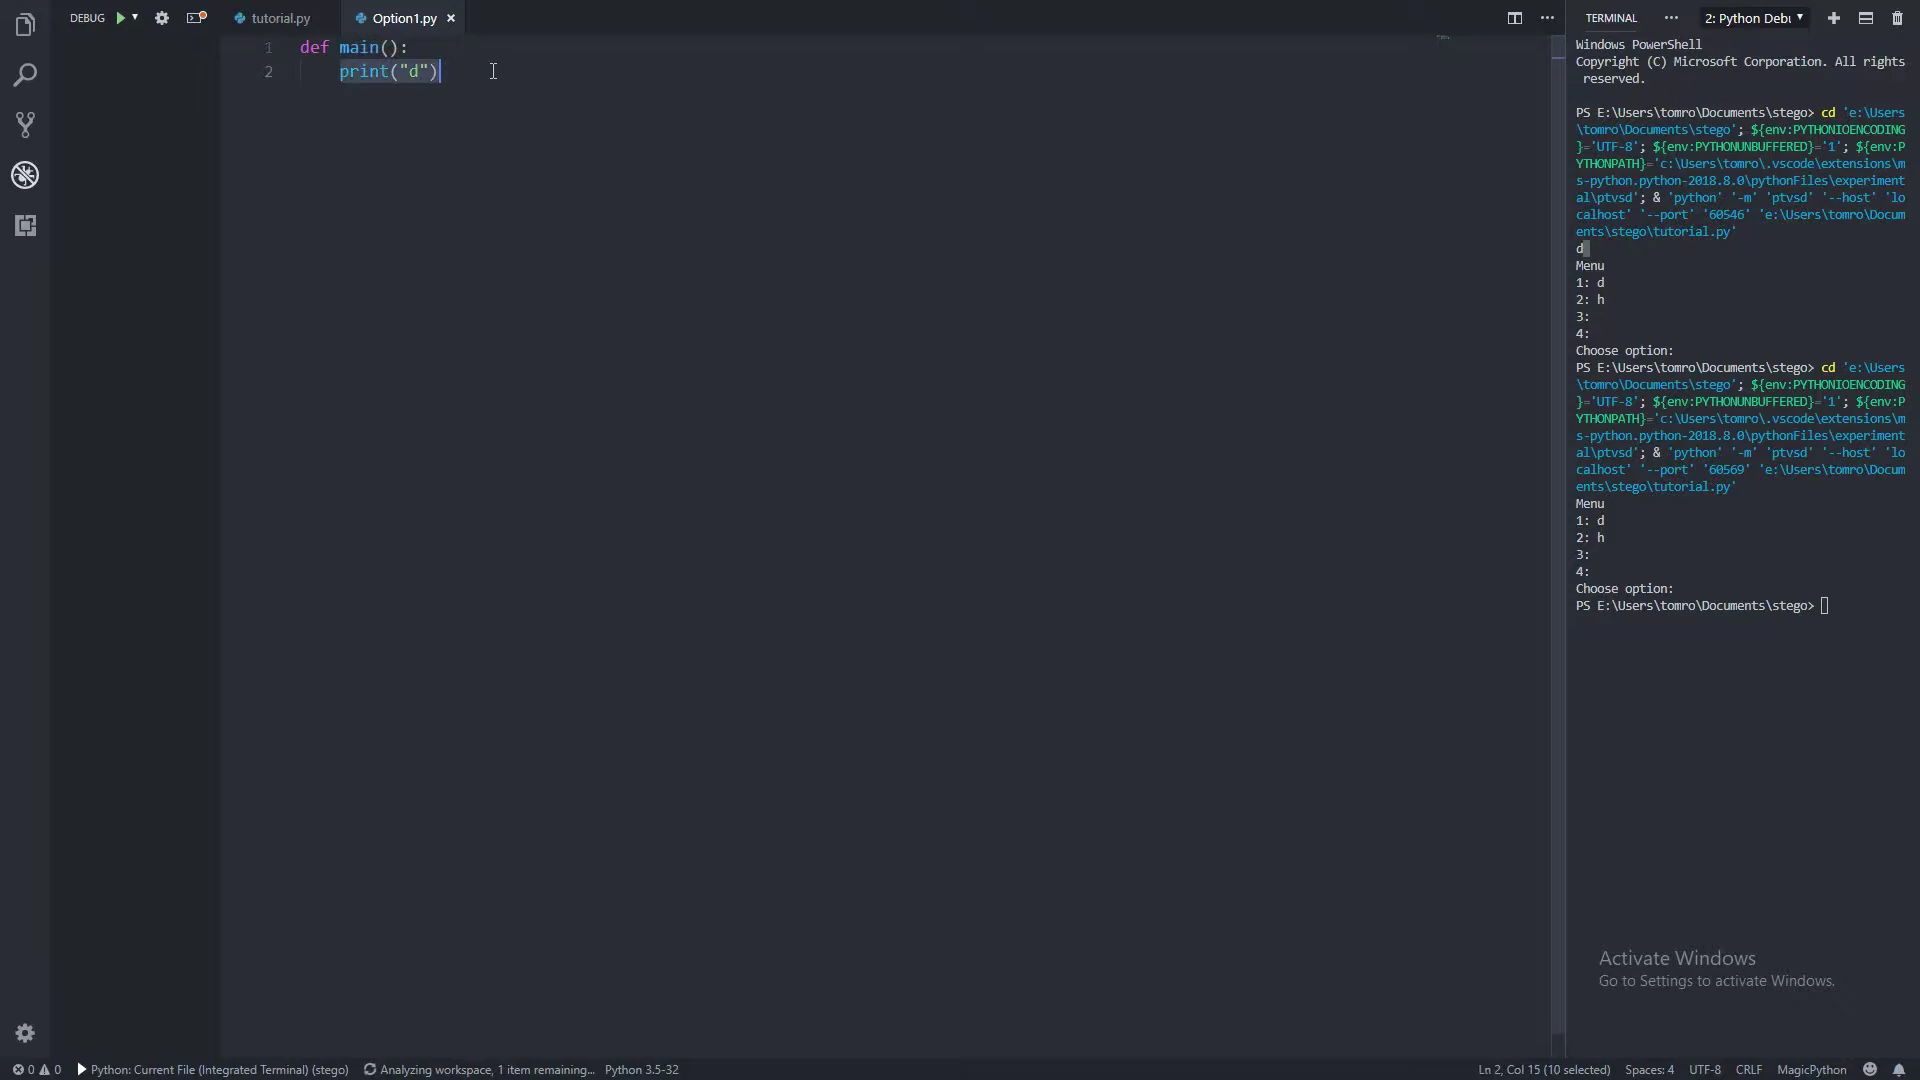 DEBUG
tutorial.py
Option1.py
TERMINAL
2: Python Debu
1 def main():
2 print("d")
Windows PowerShell
Copyright (C) Microsoft Corporation. All rights
reserved.
PS E:\Users\tomro\Documents\stego> cd 'e:\Users
\tomro\Documents\stego'; ${env:PYTHONIOENCODING
}='UTF-8'; ${env:PYTHONUNBUFFERED}='1'; ${env:P
YTHONPATH}='c:\Users\tomro\.vscode\extensions\m
s-python.python-2018.8.0\pythonFiles\experiment
al\ptvsd'; & 'python' '-m' 'ptvsd' '--host' 'lo
calhost' '--port' '60546' 'e:\Users\tomro\Docum
ents\stego\tutorial.py'
d
Menu
1: d
2: h
3:
4:
Choose option:
PS E:\Users\tomro\Documents\stego> cd 'e:\Users
\tomro\Documents\stego'; ${env:PYTHONIOENCODING
}='UTF-8'; ${env:PYTHONUNBUFFERED}='1'; ${env:P
YTHONPATH}='c:\Users\tomro\.vscode\extensions\m
s-python.python-2018.8.0\pythonFiles\experiment
al\ptvsd'; & 'python' '-m' 'ptvsd' '--host' 'lo
calhost' '--port' '60569' 'e:\Users\tomro\Docum
ents\stego\tutorial.py'
Menu
1: d
2: h
3:
4:
Choose option:
PS E:\Users\tomro\Documents\stego>
Activate Windows
Go to Settings to activate Windows.
0 0 Python: Current File (Integrated Terminal) (stego) Analyzing workspace, 1 item remaining... Python 3.5-32 Ln 2, Col 15 (10 selected) Spaces: 4 UTF-8 CRLF MagicPython